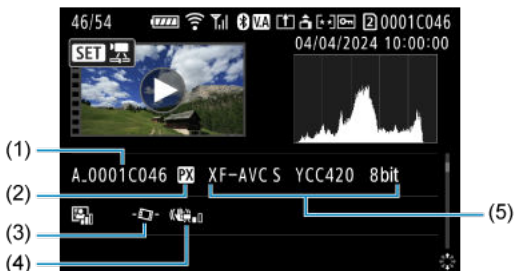 46/54 V.A 2 0001C046
04/04/2024 10:00:00
SET
(1)
A_0001C046 PX XF-AVC S YCC420 8bit
(2)
(5)
(3)
(4)